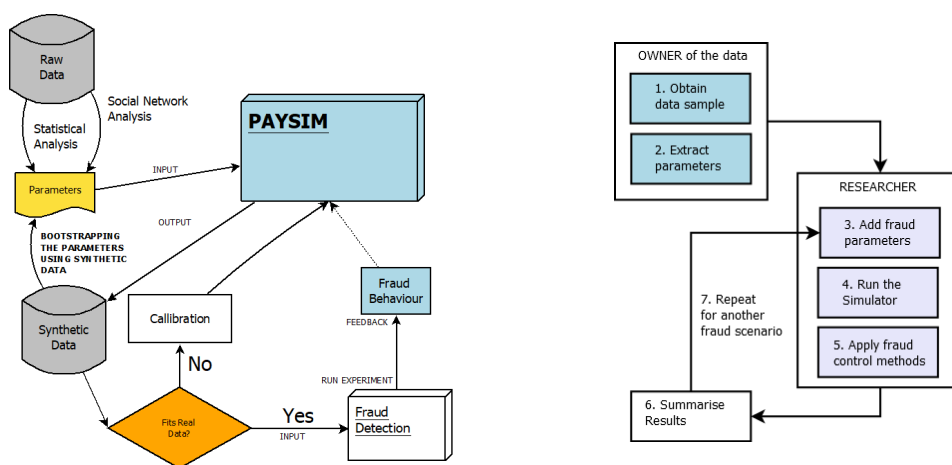 Raw
Data
Social Network
Analysis
Statistical
Analysis
PAYSIM
INPUT
Parameters
OUTPUT
BOOTSTRAPPING
THE PARAMETERS
USING SYNTHETIC
DATA
Fraud
Behaviour
Callibration
Synthetic
Data
FEEDBACK
No
RUN EXPERIMENT
Fits Real
Data?
Yes
INPUT
Fraud
Detection
OWNER of the data
1. Obtain
data sample
2. Extract
parameters
RESEARCHER
3. Add fraud
parameters
4. Run the
Simulator
7. Repeat
for another
fraud scenario
5. Apply fraud
control methods
6. Summarise
Results